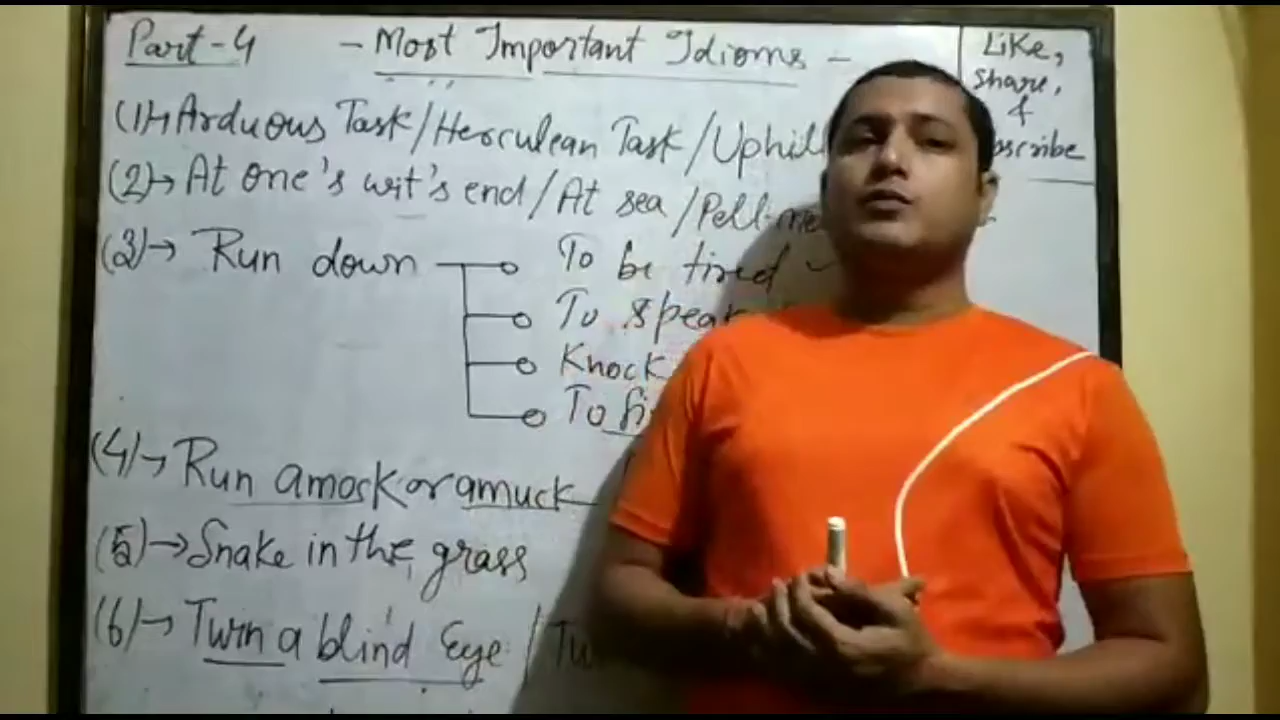 Part-4 - Most Important Idioms -
Like,
Share,
&
(1)→ Arduous Task/Herculean Task/Uphill
(2)→ At one's wit's end/At sea/Pell-me
(3)→ Run down To be tired
To speak
Knock
To
(4)→ Run amock or amuck
(5)→ Snake in the grass
(6)→ Turn a blind Eye /